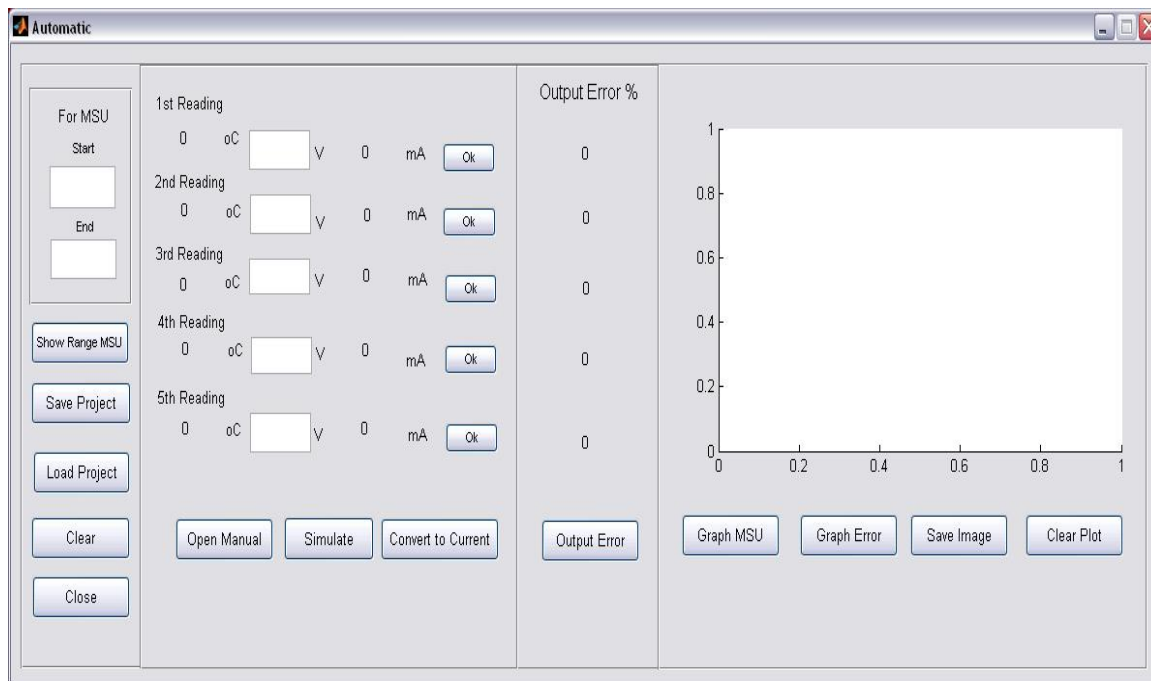 Automatic
For MSU
Start
End
Show Range MSU
Save Project
Load Project
Clear
Close
1st Reading
0 oC V 0 mA Ok
2nd Reading
0 oC V 0 mA Ok
3rd Reading
0 oC V 0 mA Ok
4th Reading
0 oC V 0 mA Ok
5th Reading
0 oC V 0 mA Ok
Open Manual Simulate Convert to Current
Output Error %
0
0
0
0
0
Output Error
1
0.8
0.6
0.4
0.2
0
0 0.2 0.4 0.6 0.8 1
Graph MSU Graph Error Save Image Clear Plot